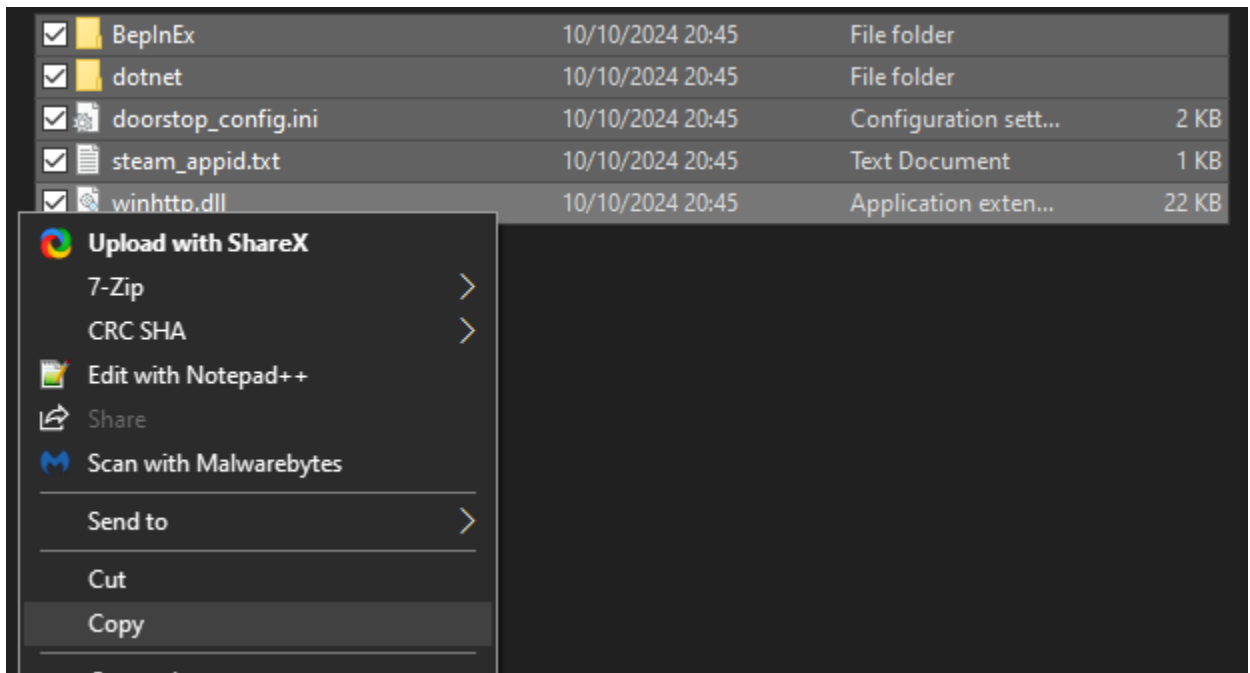 BepInEx 10/10/2024 20:45 File folder
dotnet 10/10/2024 20:45 File folder
doorstop_config.ini 10/10/2024 20:45 Configuration sett... 2 KB
steam_appid.txt 10/10/2024 20:45 Text Document 1 KB
winhttp.dll 10/10/2024 20:45 Application exten... 22 KB
Upload with ShareX
7-Zip
CRC SHA
Edit with Notepad++
Share
Scan with Malwarebytes
Send to
Cut
Copy